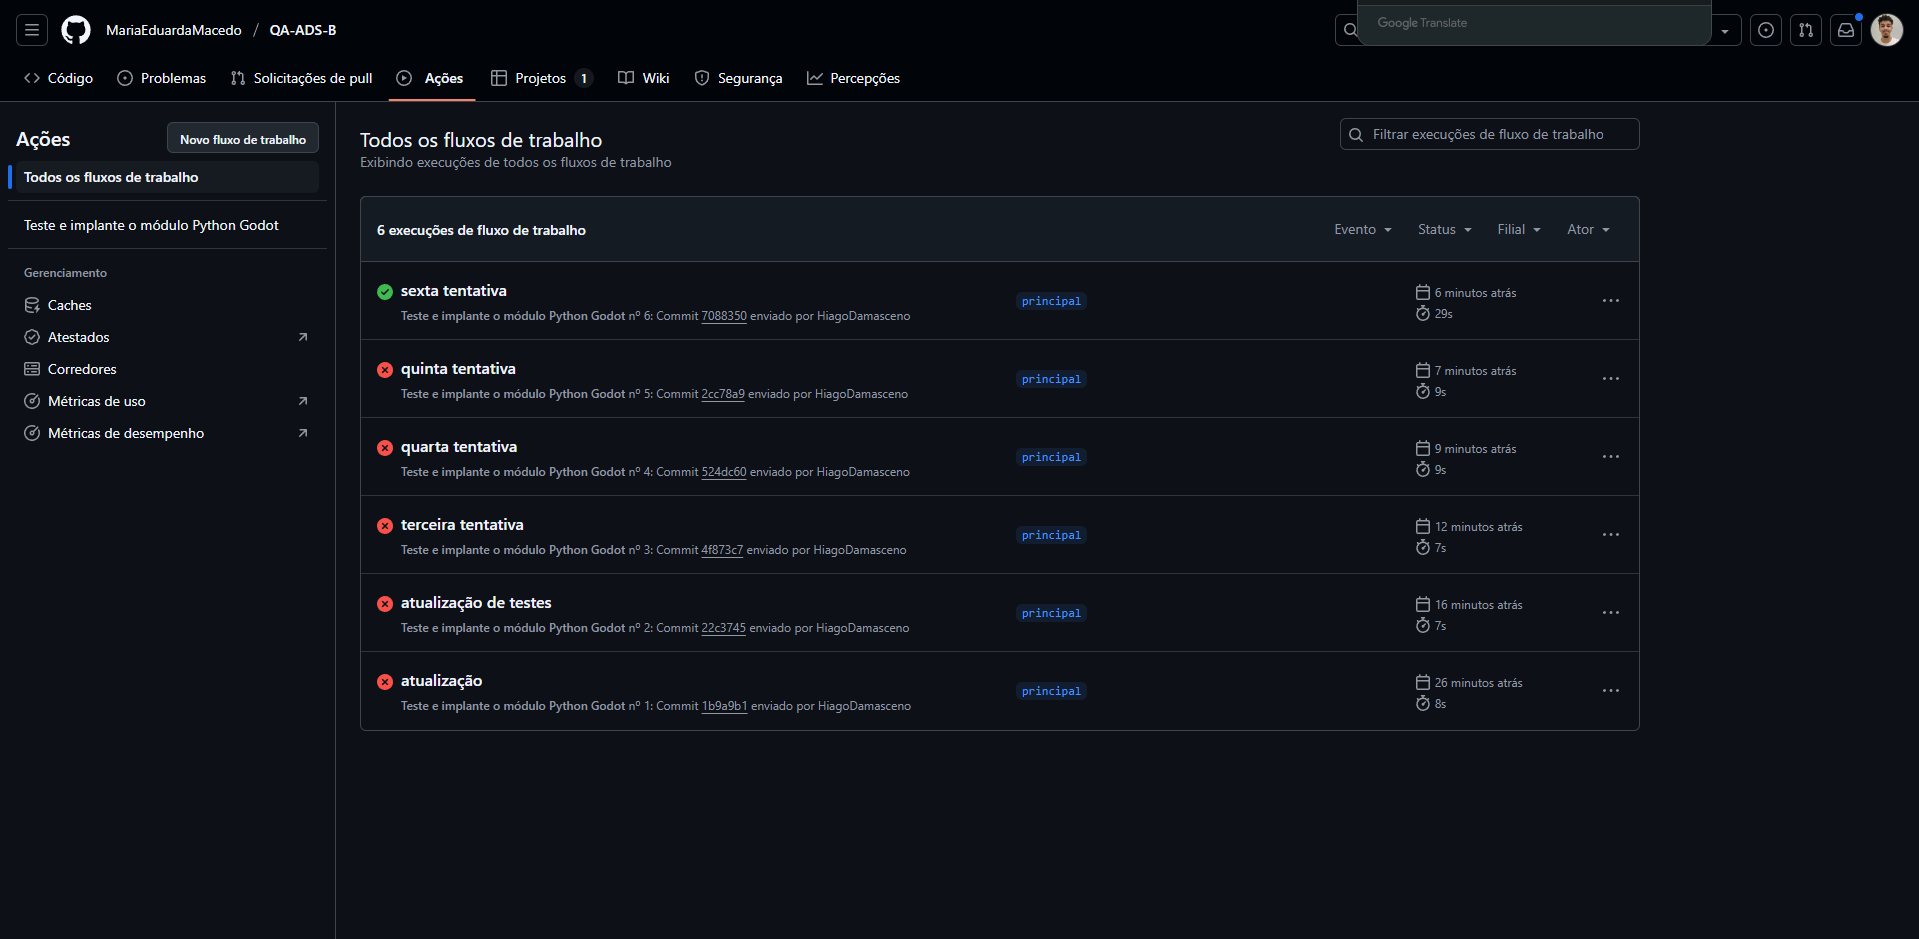 MariaEduardaMacedo / QA-ADS-B
Google Translate
Código
Problemas
Solicitações de pull
Ações
Projetos 1
Wiki
Segurança
Percepções
Ações
Novo fluxo de trabalho
Todos os fluxos de trabalho
Teste e implante o módulo Python Godot
Gerenciamento
Caches
Atestados
Corredores
Métricas de uso
Métricas de desempenho
Todos os fluxos de trabalho
Exibindo execuções de todos os fluxos de trabalho
Filtrar execuções de fluxo de trabalho
6 execuções de fluxo de trabalho
Evento
Status
Filial
Ator
sexta tentativa
Teste e implante o módulo Python Godot nº 6: Commit 7088350 enviado por HiagoDamasceno
principal
6 minutos atrás
29s
quinta tentativa
Teste e implante o módulo Python Godot nº 5: Commit 2cc78a9 enviado por HiagoDamasceno
principal
7 minutos atrás
9s
quarta tentativa
Teste e implante o módulo Python Godot nº 4: Commit 524dc60 enviado por HiagoDamasceno
principal
9 minutos atrás
9s
terceira tentativa
Teste e implante o módulo Python Godot nº 3: Commit 4f873c7 enviado por HiagoDamasceno
principal
12 minutos atrás
7s
atualização de testes
Teste e implante o módulo Python Godot nº 2: Commit 22c3745 enviado por HiagoDamasceno
principal
16 minutos atrás
7s
atualização
Teste e implante o módulo Python Godot nº 1: Commit 1b9a9b1 enviado por HiagoDamasceno
principal
26 minutos atrás
8s